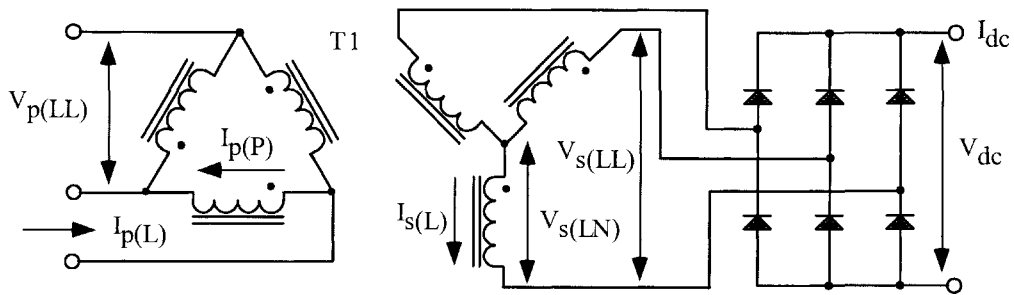 T1
V_p(LL)
I_p(P)
I_p(L)
I_s(L)
V_s(LL)
V_s(LN)
I_dc
V_dc